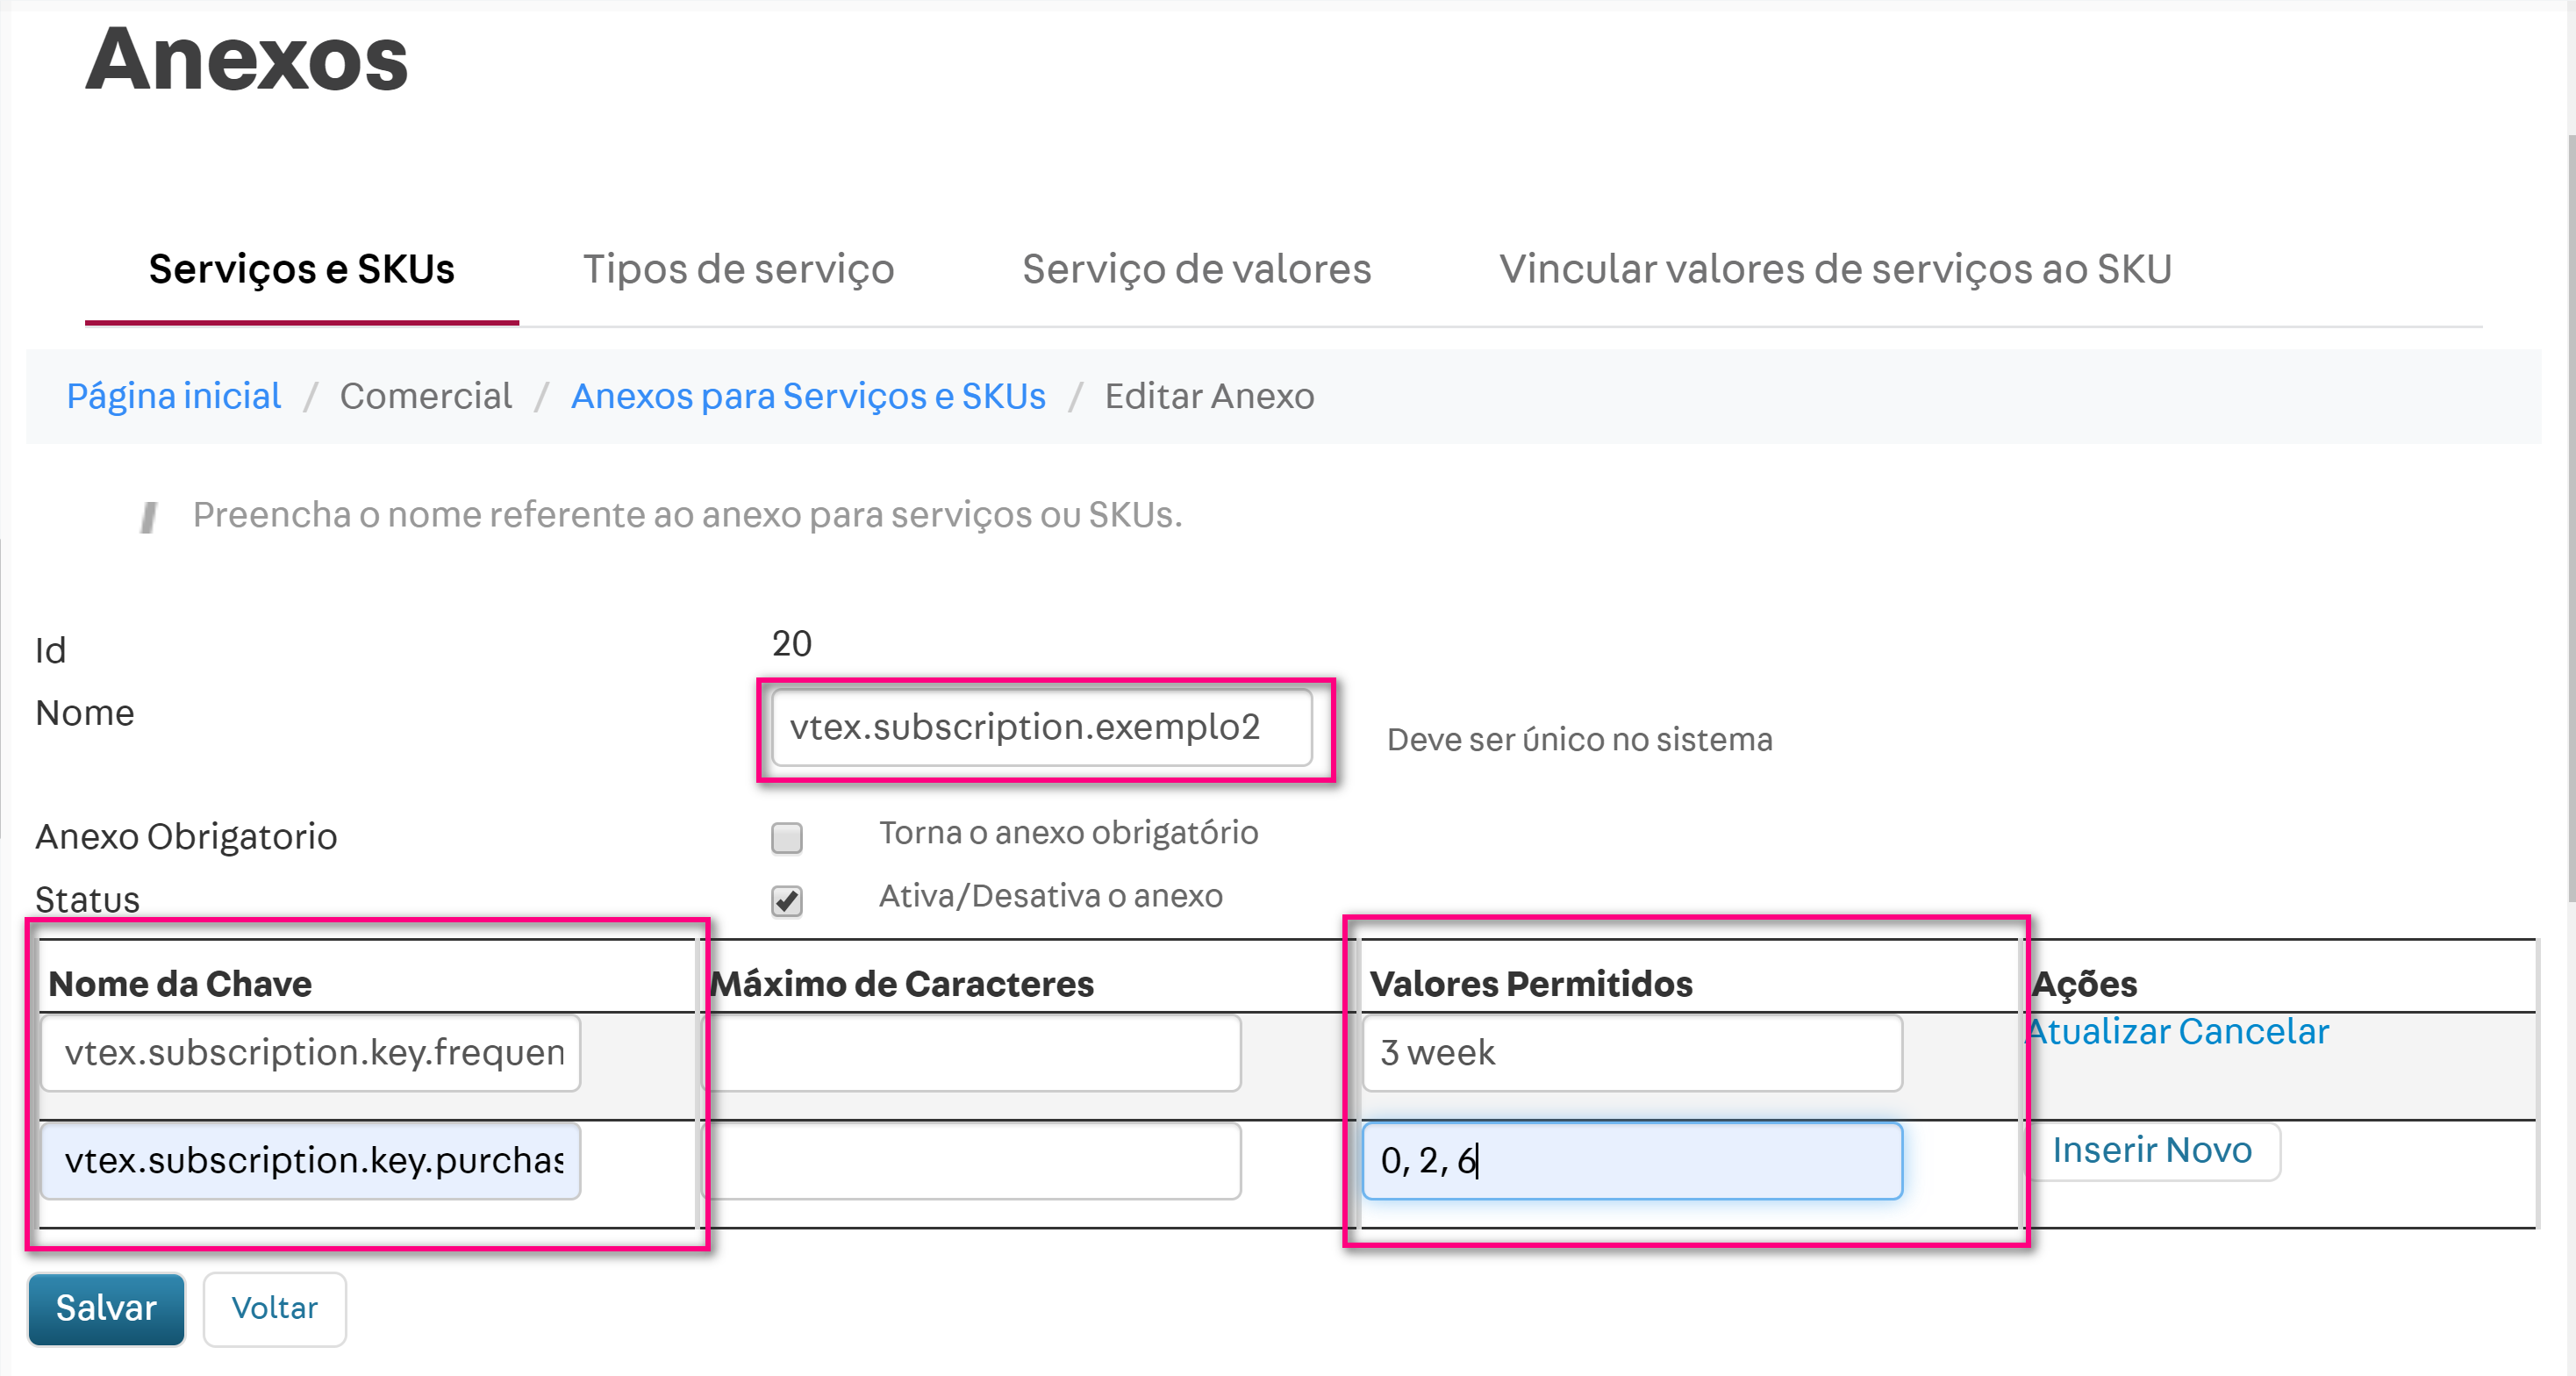 Anexos
Serviços e SKUs Tipos de serviço Serviço de valores Vincular valores de serviços ao SKU
Página inicial / Comercial / Anexos para Serviços e SKUs / Editar Anexo
Preencha o nome referente ao anexo para serviços ou SKUs.
Id 20
Nome vtex.subscription.exemplo2 Deve ser único no sistema
Anexo Obrigatorio Torna o anexo obrigatório
Status Ativa/Desativa o anexo
Nome da Chave Máximo de Caracteres Valores Permitidos Ações
vtex.subscription.key.frequen 3 week Atualizar Cancelar
vtex.subscription.key.purchas 0, 2, 6 Inserir Novo
Salvar Voltar